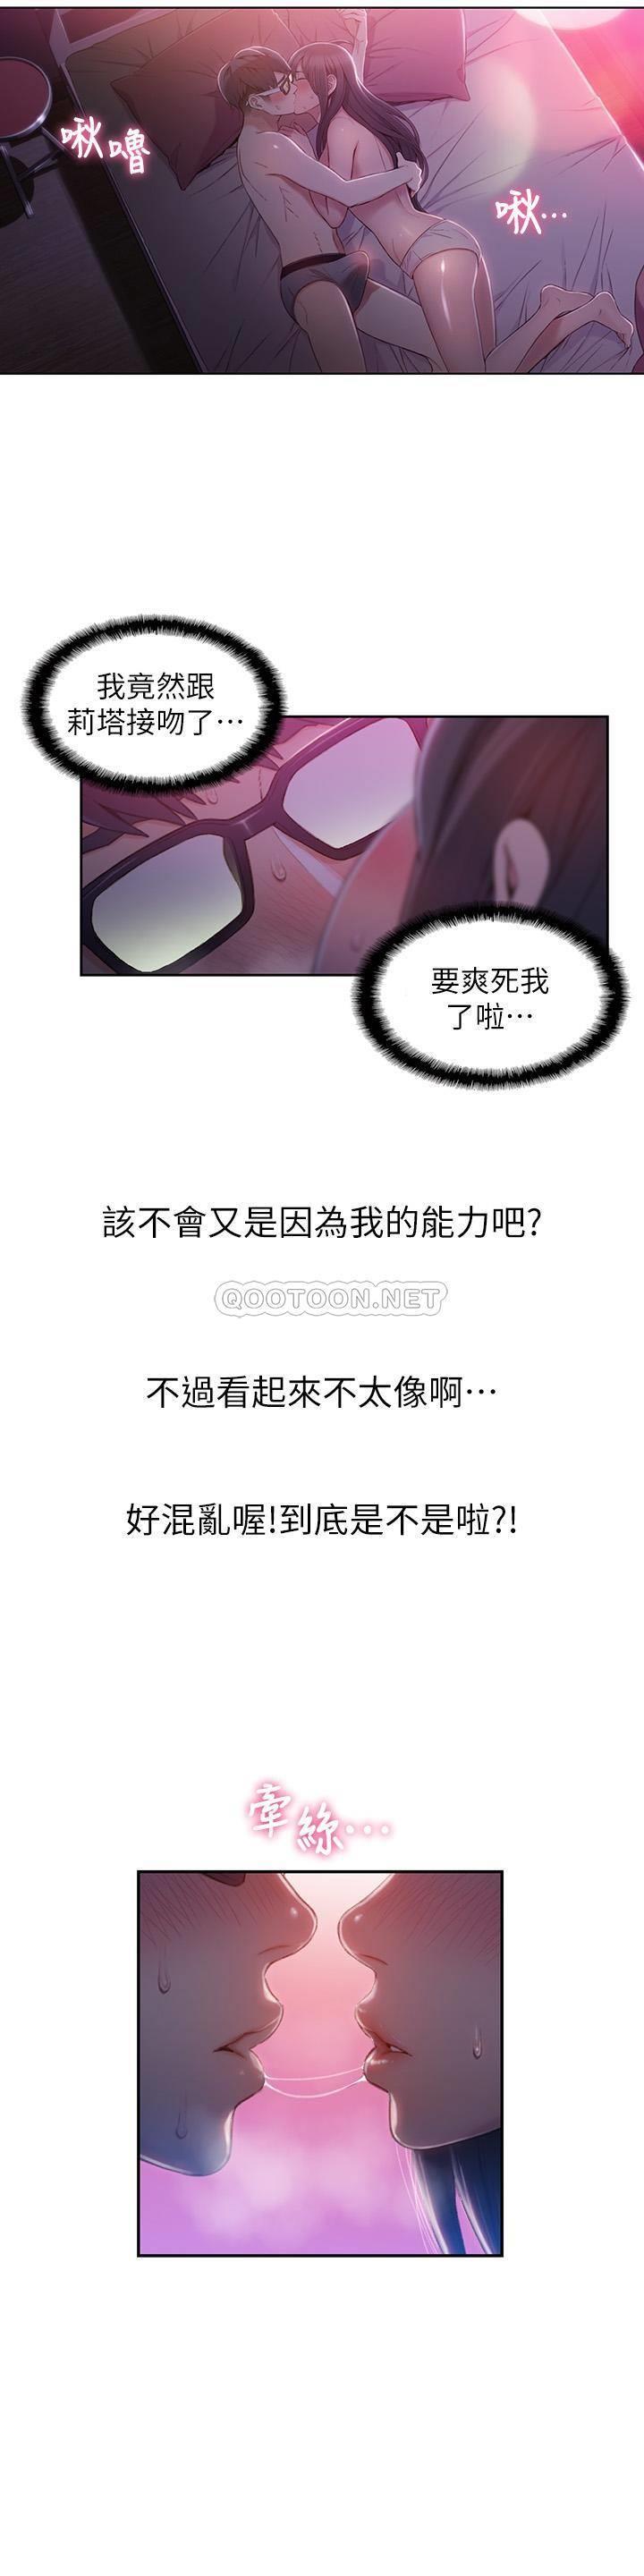 啾嚕
啾…
我竟然跟
莉塔接吻了…
要爽死我
了啦…
該不會又是因為我的能力吧?
QOOTOON.NET
不過看起來不太像啊…
好混亂喔!到底是不是啦?!
牽絲…